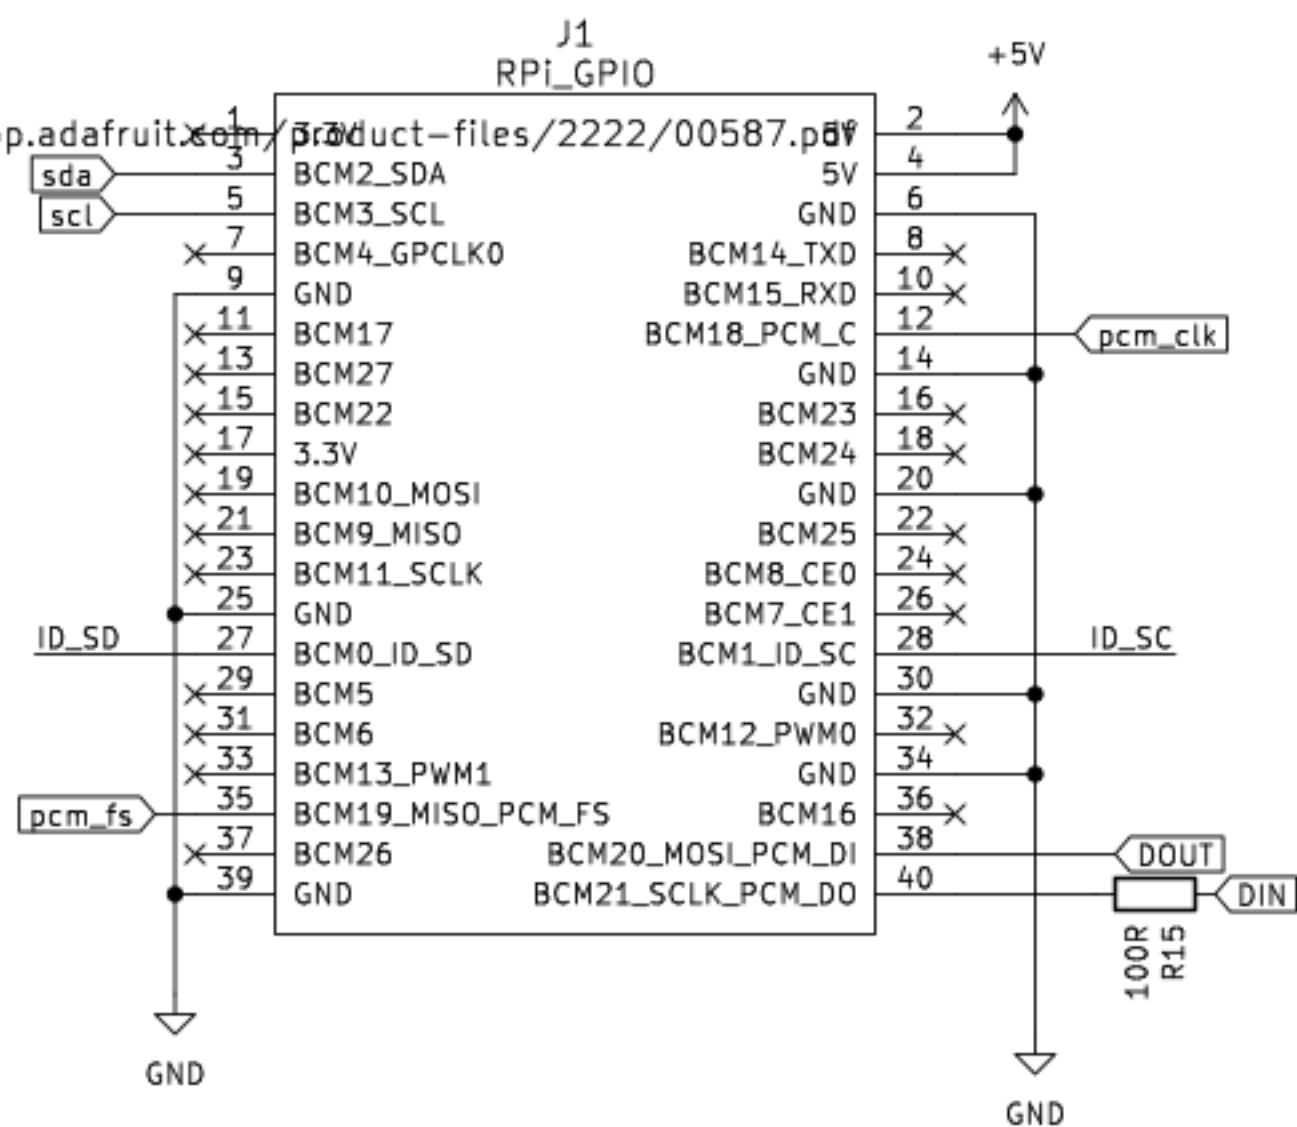 J1
RPi_GPIO
+5V
p.adafruit.com/product-files/2222/00587.pdf
1 3.3V 5V 2
sda 3 BCM2_SDA 5V 4
scl 5 BCM3_SCL GND 6
7 BCM4_GPCLK0 BCM14_TXD 8
9 GND BCM15_RXD 10
11 BCM17 BCM18_PCM_C 12 pcm_clk
13 BCM27 GND 14
15 BCM22 BCM23 16
17 3.3V BCM24 18
19 BCM10_MOSI GND 20
21 BCM9_MISO BCM25 22
23 BCM11_SCLK BCM8_CE0 24
25 GND BCM7_CE1 26
ID_SD 27 BCM0_ID_SD BCM1_ID_SC 28 ID_SC
29 BCM5 GND 30
31 BCM6 BCM12_PWM0 32
33 BCM13_PWM1 GND 34
pcm_fs 35 BCM19_MISO_PCM_FS BCM16 36
37 BCM26 BCM20_MOSI_PCM_DI 38 DOUT
39 GND BCM21_SCLK_PCM_DO 40 DIN
100R
R15
GND
GND